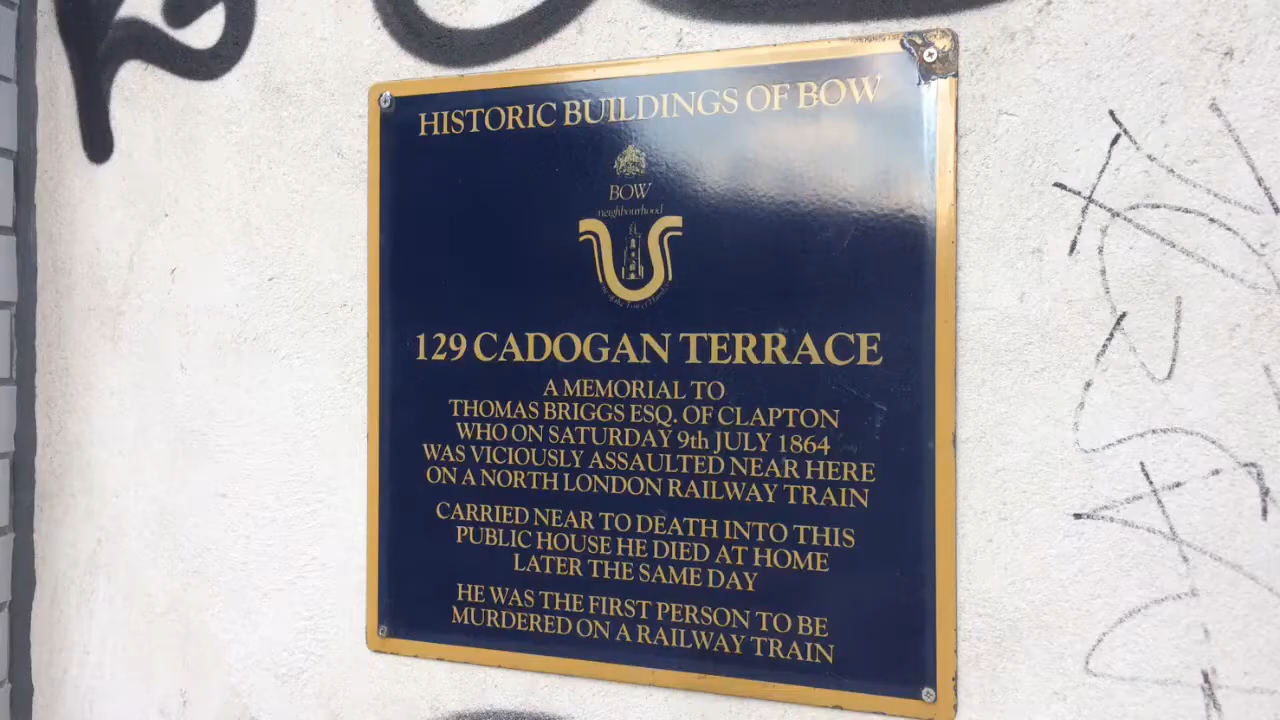 HISTORIC BUILDINGS OF BOW
BOW
neighbourhood
129 CADOGAN TERRACE
A MEMORIAL TO
THOMAS BRIGGS ESQ. OF CLAPTON
WHO ON SATURDAY 9th JULY 1864
WAS VICIOUSLY ASSAULTED NEAR HERE
ON A NORTH LONDON RAILWAY TRAIN
CARRIED NEAR TO DEATH INTO THIS
PUBLIC HOUSE HE DIED AT HOME
LATER THE SAME DAY
HE WAS THE FIRST PERSON TO BE
MURDERED ON A RAILWAY TRAIN